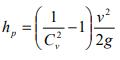 h_p = (1/C_v^2 − 1) v^2/2g